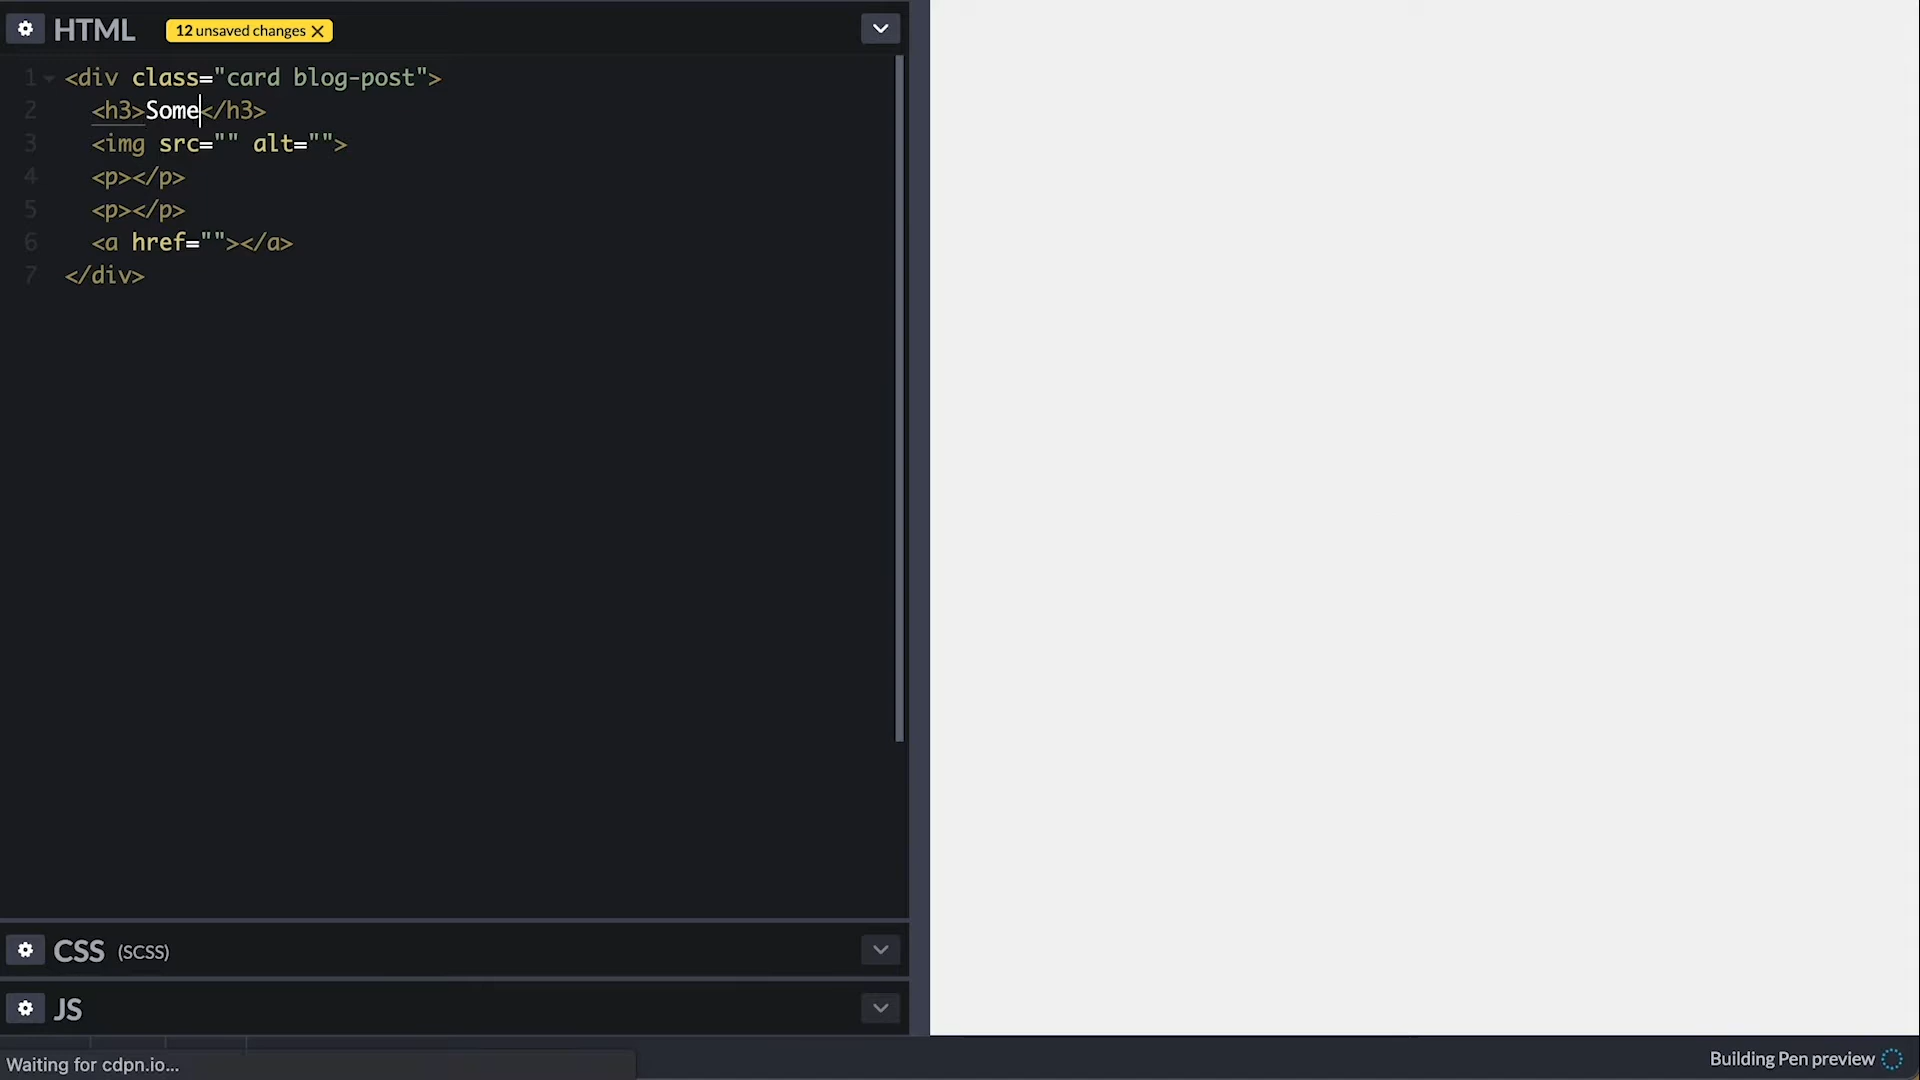 HTML 12 unsaved changes
1 <div class="card blog-post">
2 <h3>Some</h3>
3 <img src="" alt="">
4 <p></p>
5 <p></p>
6 <a href=""></a>
7 </div>
CSS (SCSS)
JS
Waiting for cdpn.io...
Building Pen preview